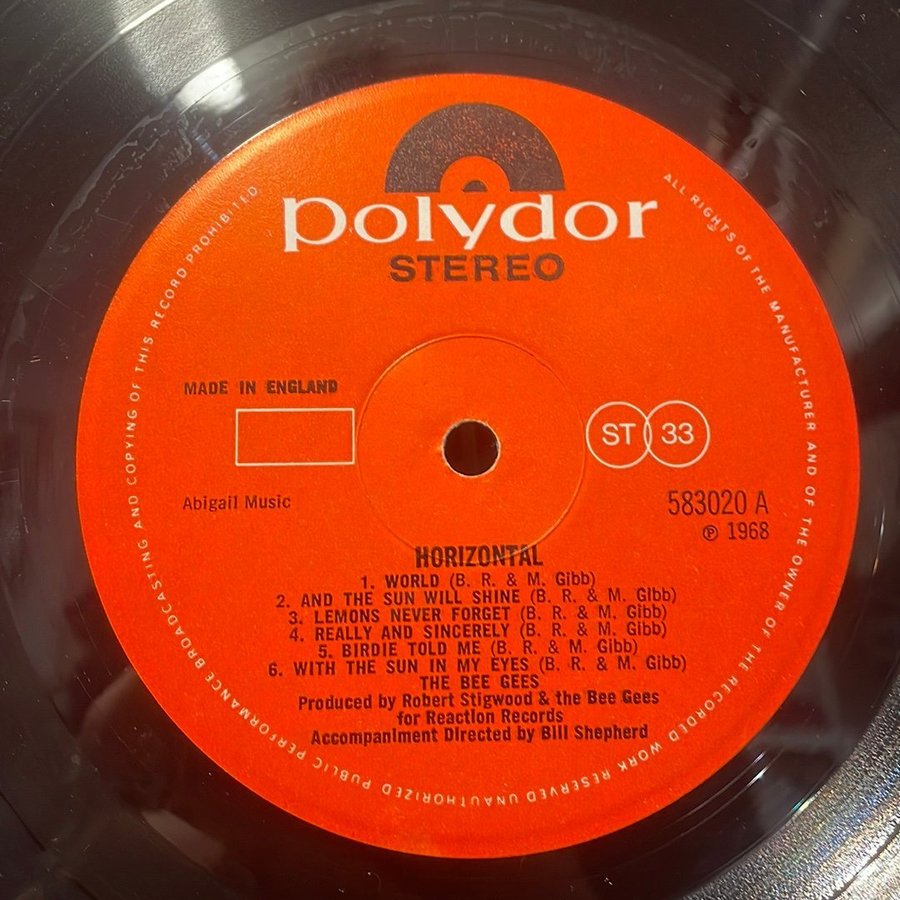 polydor
STEREO
ALL RIGHTS OF THE MANUFACTURER AND OF THE OWNER OF THE RECORDED WORK RESERVED UNAUTHORIZED PUBLIC PERFORMANCE BROADCASTING AND COPYING OF THIS RECORD PROHIBITED
MADE IN ENGLAND
ST 33
Abigail Music
583020 A
℗ 1968
HORIZONTAL
1. WORLD (B. R. & M. Gibb)
2. AND THE SUN WILL SHINE (B. R. & M. Gibb)
3. LEMONS NEVER FORGET (B. R. & M. Gibb)
4. REALLY AND SINCERELY (B. R. & M. Gibb)
5. BIRDIE TOLD ME (B. R. & M. Gibb)
6. WITH THE SUN IN MY EYES (B. R. & M. Gibb)
THE BEE GEES
Produced by Robert Stigwood & the Bee Gees
for Reaction Records
Accompaniment Directed by Bill Shepherd